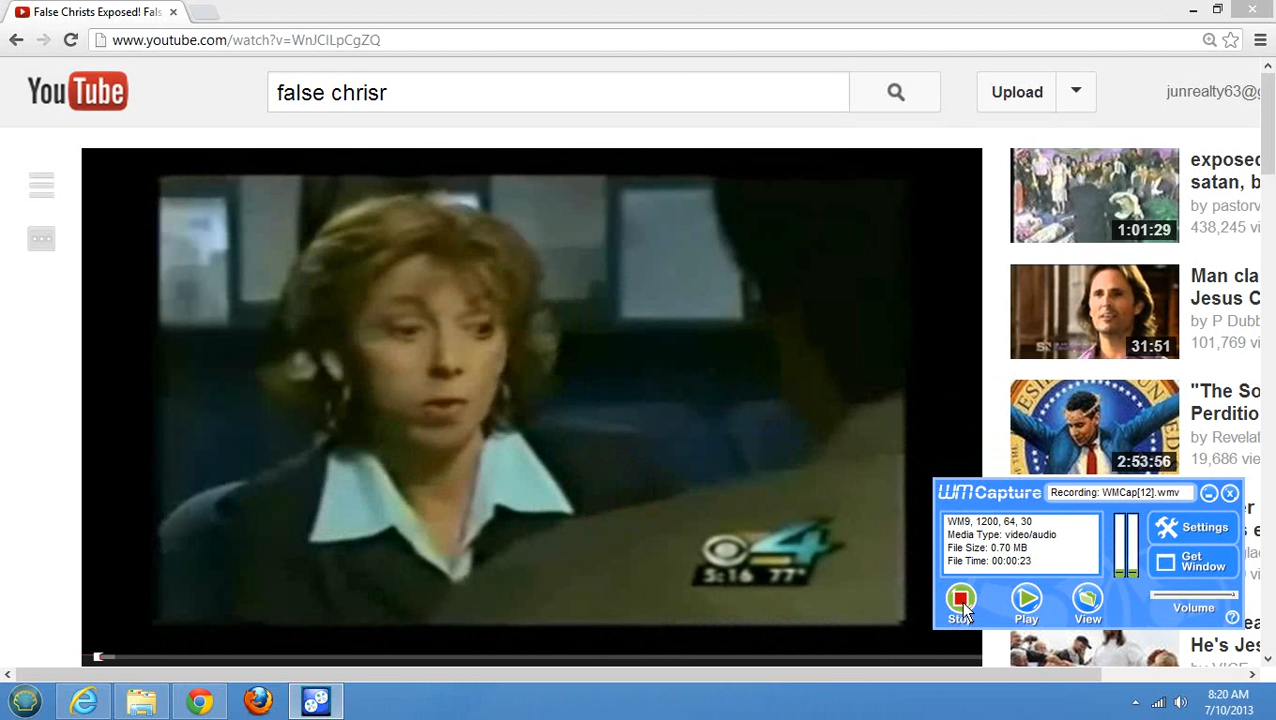 False Christs Exposed! Fals
www.youtube.com/watch?v=WnJClLpCgZQ
YouTube
false chrisr
Upload
junrealty63@g
exposed
satan, b
by pastorv
438,245 vi
1:01:29
Man cla
Jesus C
by P Dubb
101,769 vi
31:51
"The So
Perditio
by Revelat
19,686 vie
2:53:56
4
5:16 77°
WMCapture
Recording: WMCap[12].wmv
WM9, 1200, 64, 30
Media Type: video/audio
File Size: 0.70 MB
File Time: 00:00:23
Settings
Get
Window
Stop
Play
View
Volume
He's Jes
8:20 AM
7/10/2013